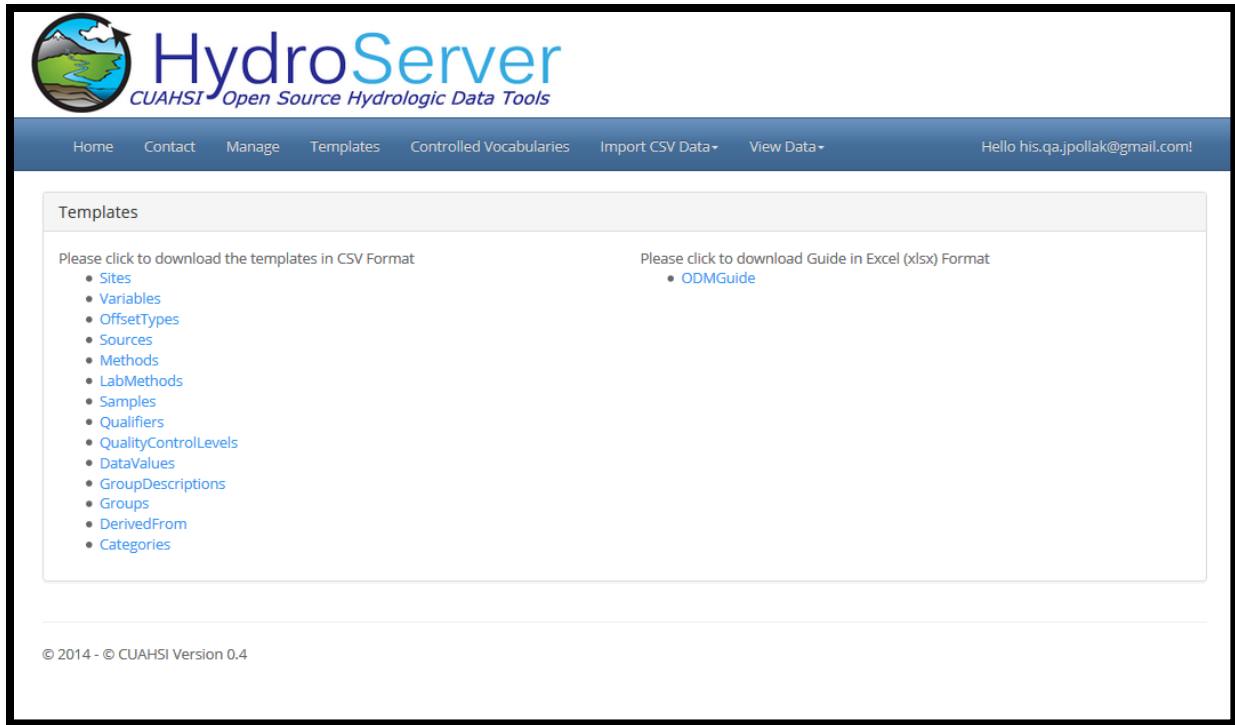 HydroServer
CUAHSI Open Source Hydrologic Data Tools
Home Contact Manage Templates Controlled Vocabularies Import CSV Data View Data Hello his.qa.jpollak@gmail.com!
Templates
Please click to download the templates in CSV Format
Sites
Variables
OffsetTypes
Sources
Methods
LabMethods
Samples
Qualifiers
QualityControlLevels
DataValues
GroupDescriptions
Groups
DerivedFrom
Categories
Please click to download Guide in Excel (xlsx) Format
ODMGuide
© 2014 - © CUAHSI Version 0.4